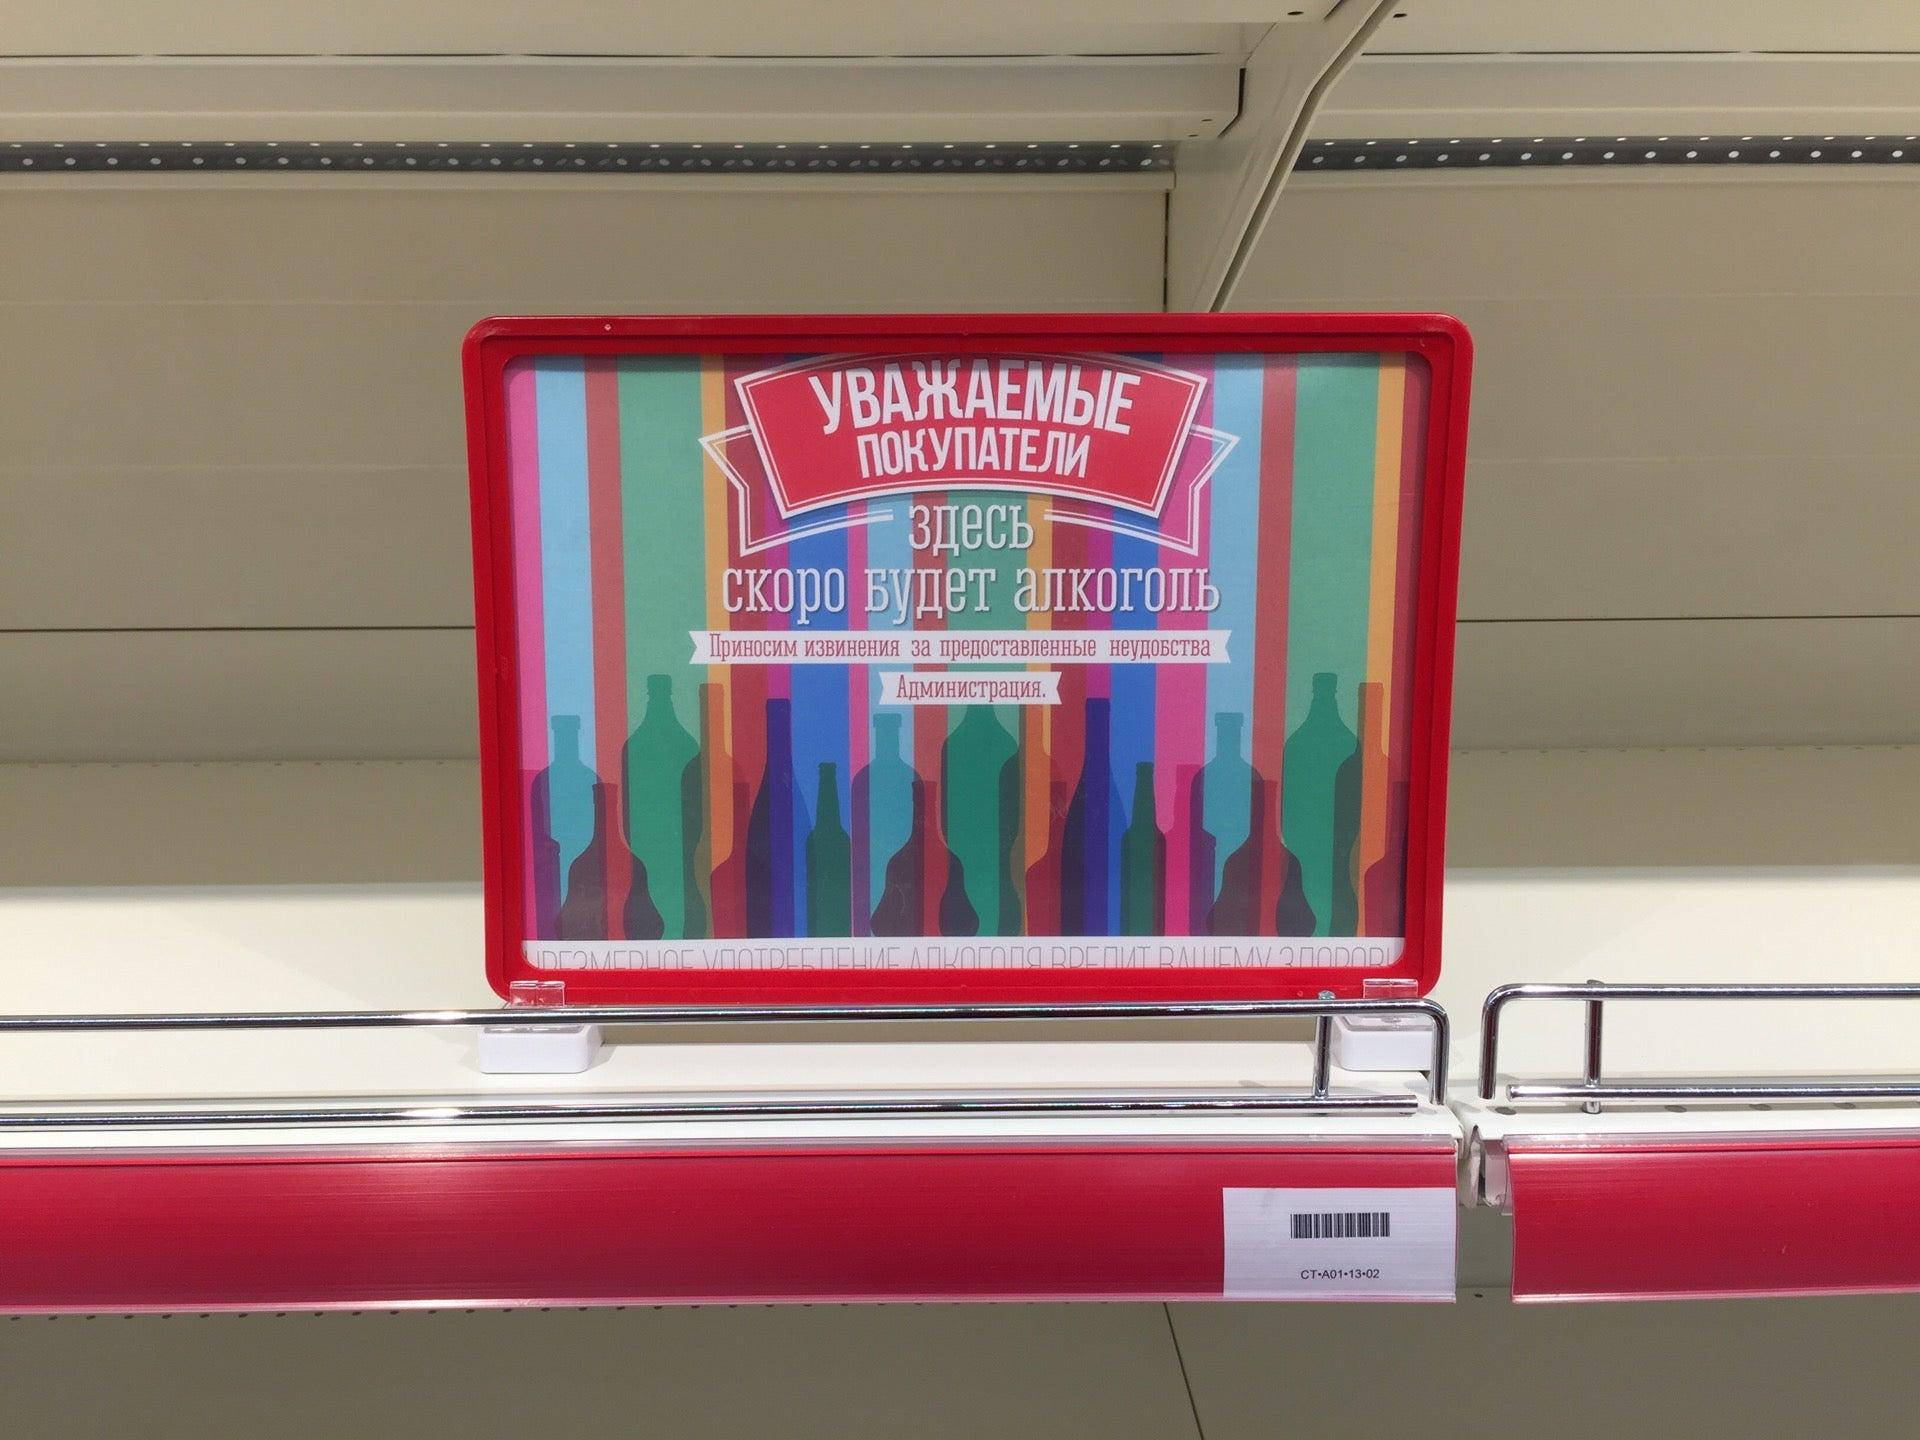 УВАЖАЕМЫЕ
ПОКУПАТЕЛИ
здесь
скоро будет алкоголь
Приносим извинения за предоставленные неудобства
Администрация.
ЧРЕЗМЕРНОЕ УПОТРЕБЛЕНИЕ АЛКОГОЛЯ ВРЕДИТ ВАШЕМУ ЗДОРОВЬ
CT•A01•13•02